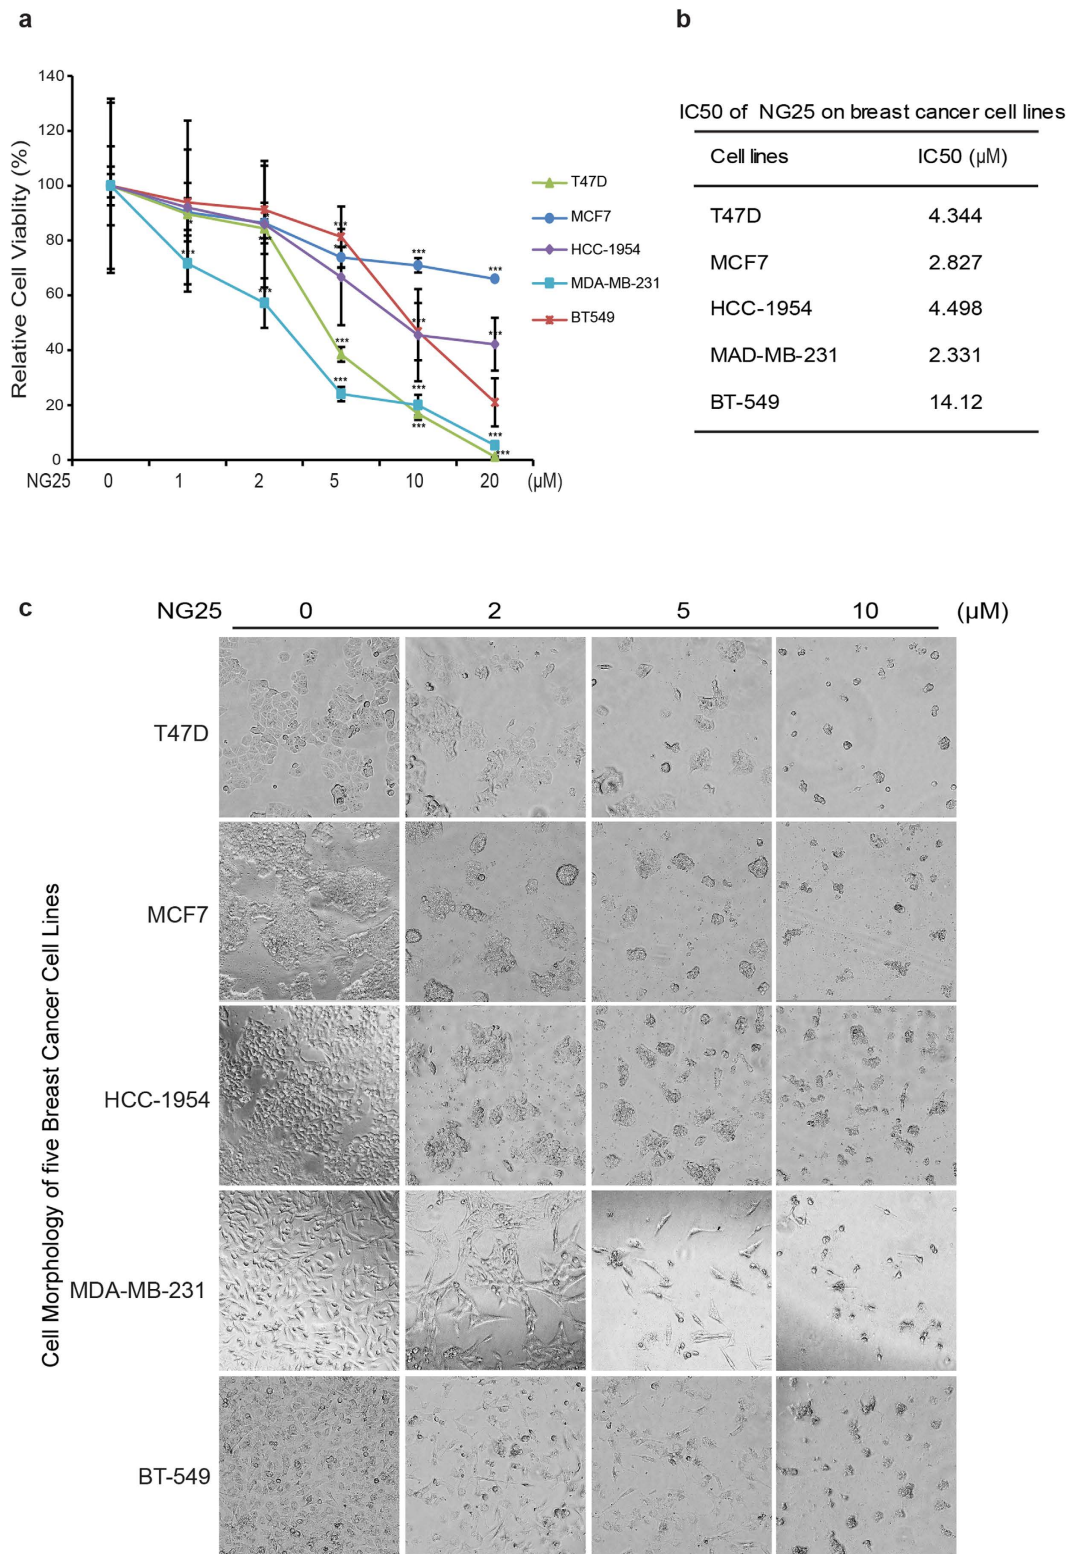 a
140
120
100
80
60
40
20
0
Relative Cell Viablity (%)
NG25 0 1 2 5 10 20 (µM)
*** *** *** *** *** *** *** *** *** *** *** *** *** ***
T47D
MCF7
HCC-1954
MDA-MB-231
BT549
b
IC50 of NG25 on breast cancer cell lines
Cell lines IC50 (µM)
T47D 4.344
MCF7 2.827
HCC-1954 4.498
MAD-MB-231 2.331
BT-549 14.12
c
NG25 0 2 5 10 (µM)
Cell Morphology of five Breast Cancer Cell Lines
T47D
MCF7
HCC-1954
MDA-MB-231
BT-549